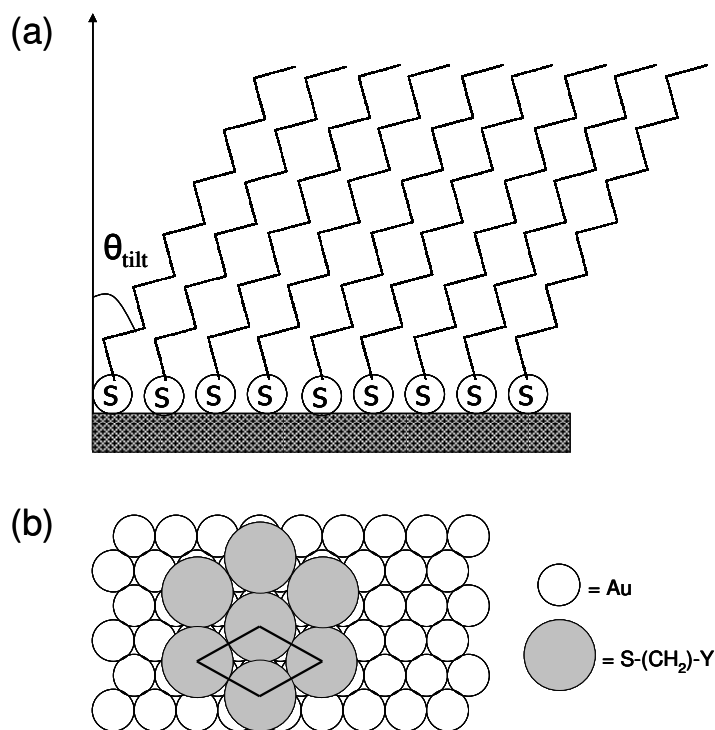 (a)
θtilt
S S S S S S S S S
(b)
= Au
= S-(CH2)-Y